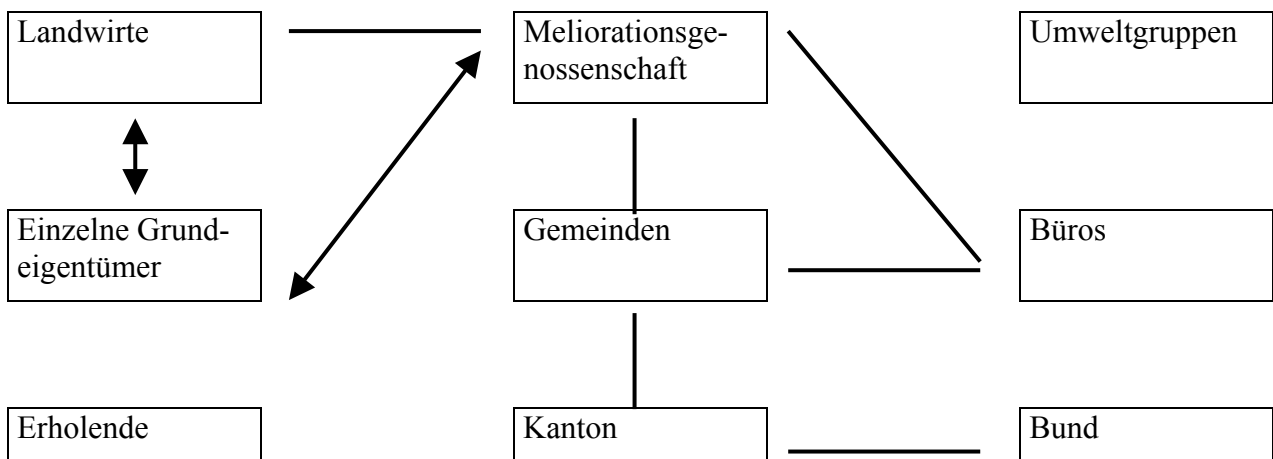 Landwirte
Meliorationsge-
nossenschaft
Umweltgruppen
Einzelne Grund-
eigentümer
Gemeinden
Büros
Erholende
Kanton
Bund